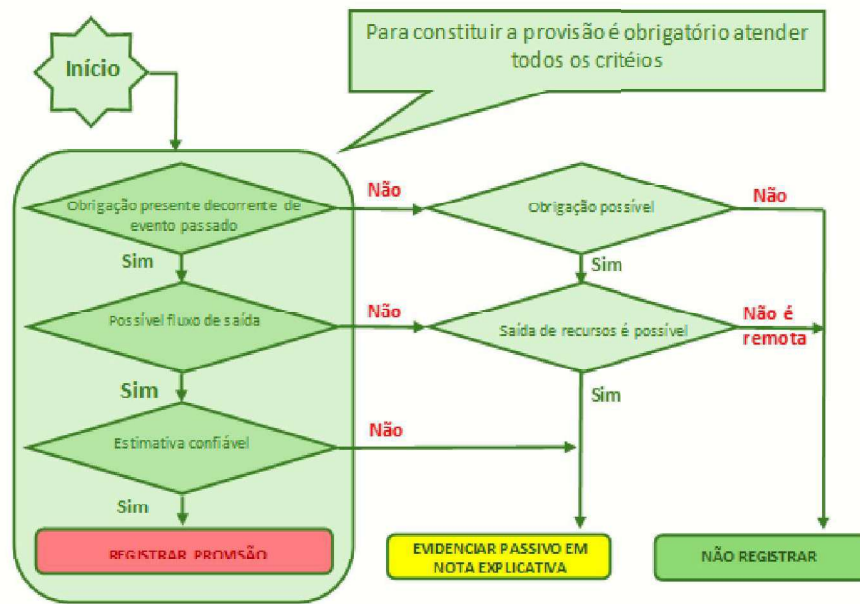 Para constituir a provisão é obrigatório atender
todos os critéios
Início
Obrigação presente decorrente de
evento passado
Não
Obrigação possível
Não
Sim
Sim
Possível fluxo de saída
Não
Saída de recursos é possível
Não é
remota
Sim
Sim
Estimativa confiável
Não
Sim
REGISTRAR PROVISÃO
EVIDENCIAR PASSIVO EM
NOTA EXPLICATIVA
NÃO REGISTRAR